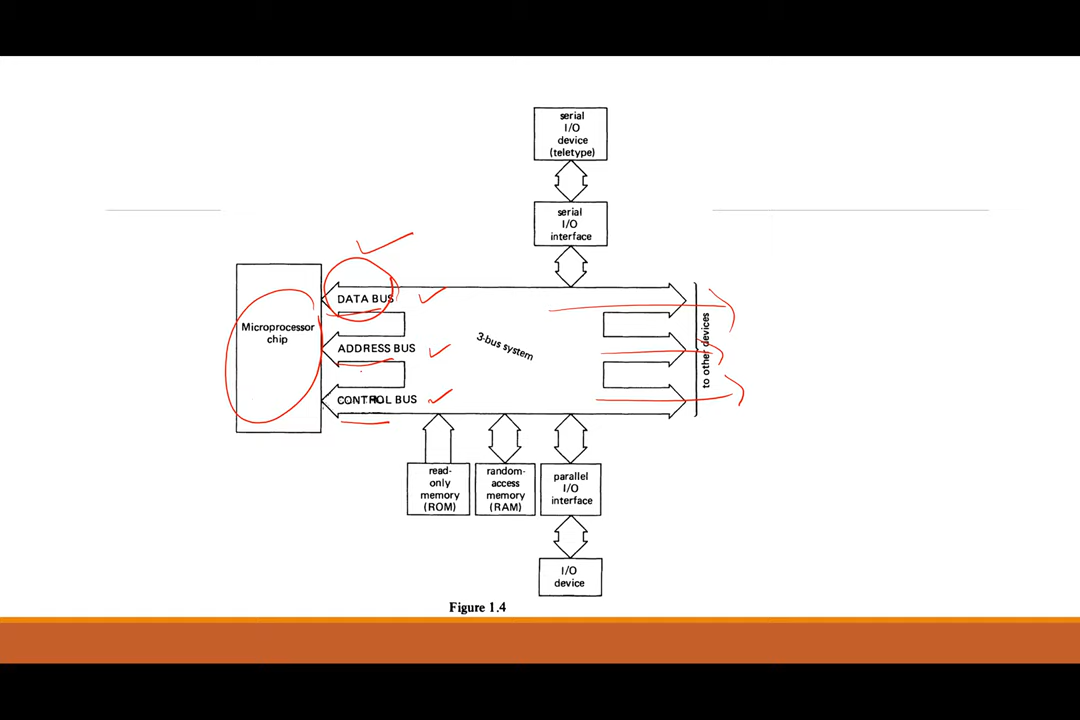 serial
I/O
device
(teletype)
serial
I/O
interface
Microprocessor
chip
DATA BUS
ADDRESS BUS
CONTROL BUS
3-bus system
to other devices
read-
only
memory
(ROM)
random-
access
memory
(RAM)
parallel
I/O
interface
I/O
device
Figure 1.4